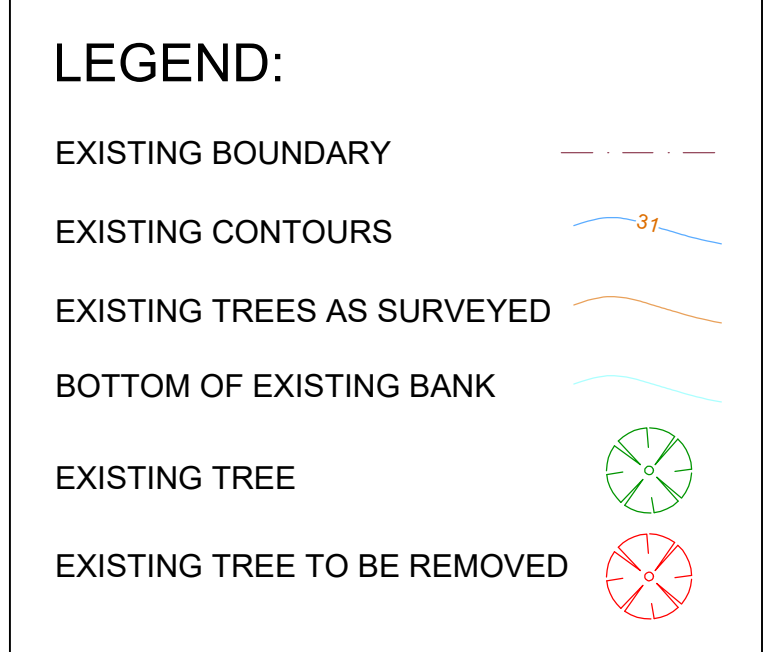 LEGEND:
EXISTING BOUNDARY
EXISTING CONTOURS 31
EXISTING TREES AS SURVEYED
BOTTOM OF EXISTING BANK
EXISTING TREE
EXISTING TREE TO BE REMOVED